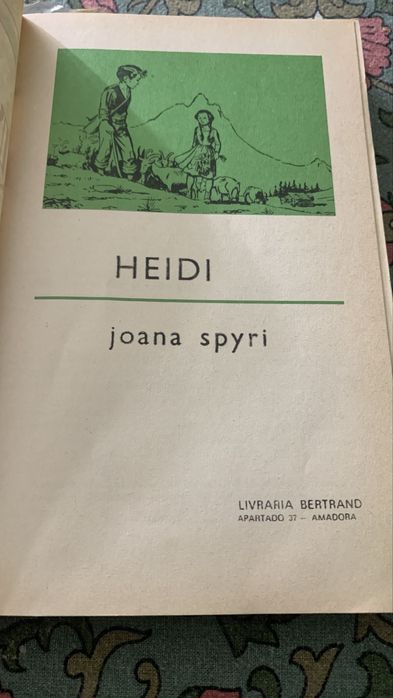 HEIDI
joana spyri
LIVRARIA BERTRAND
APARTADO 37 – AMADORA